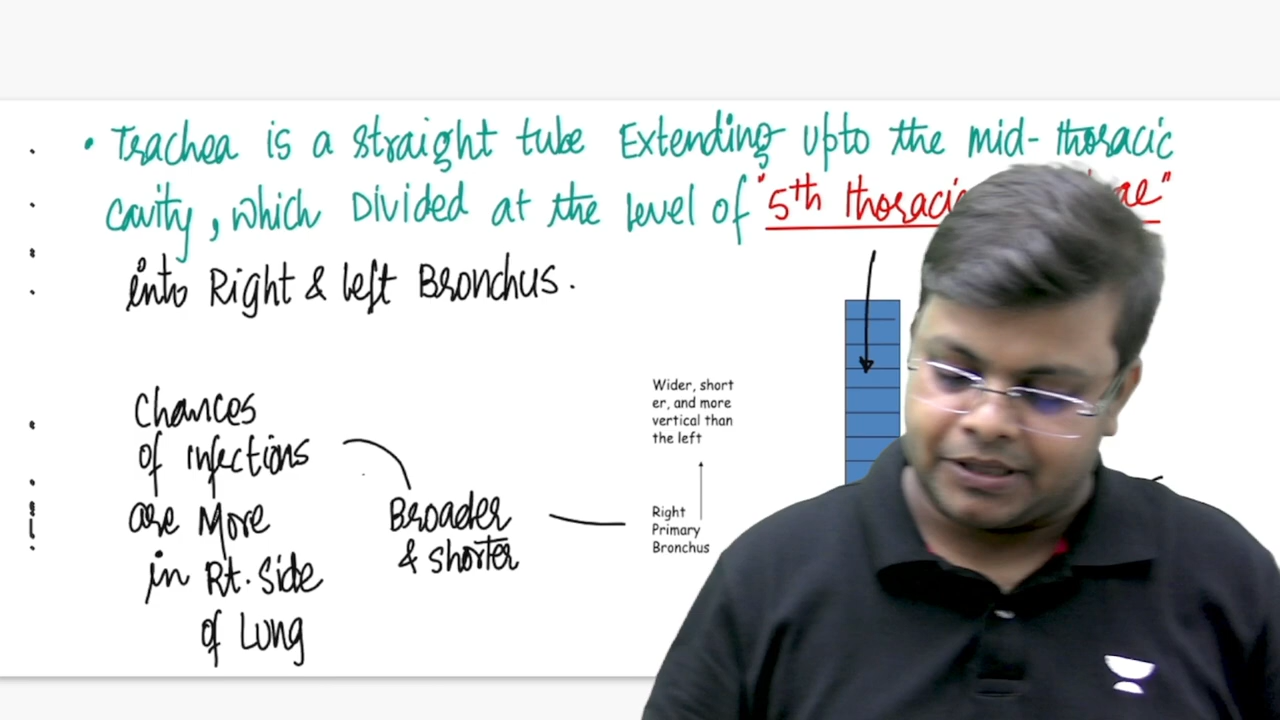 • Trachea is a straight tube Extending upto the mid-thoracic
cavity, which Divided at the level of "5th thoracic
into Right & left Bronchus.
Chances
of infections
are More
in Rt. side
of Lung
Broader
& shorter
Wider, short
er, and more
vertical than
the left
Right
Primary
Bronchus